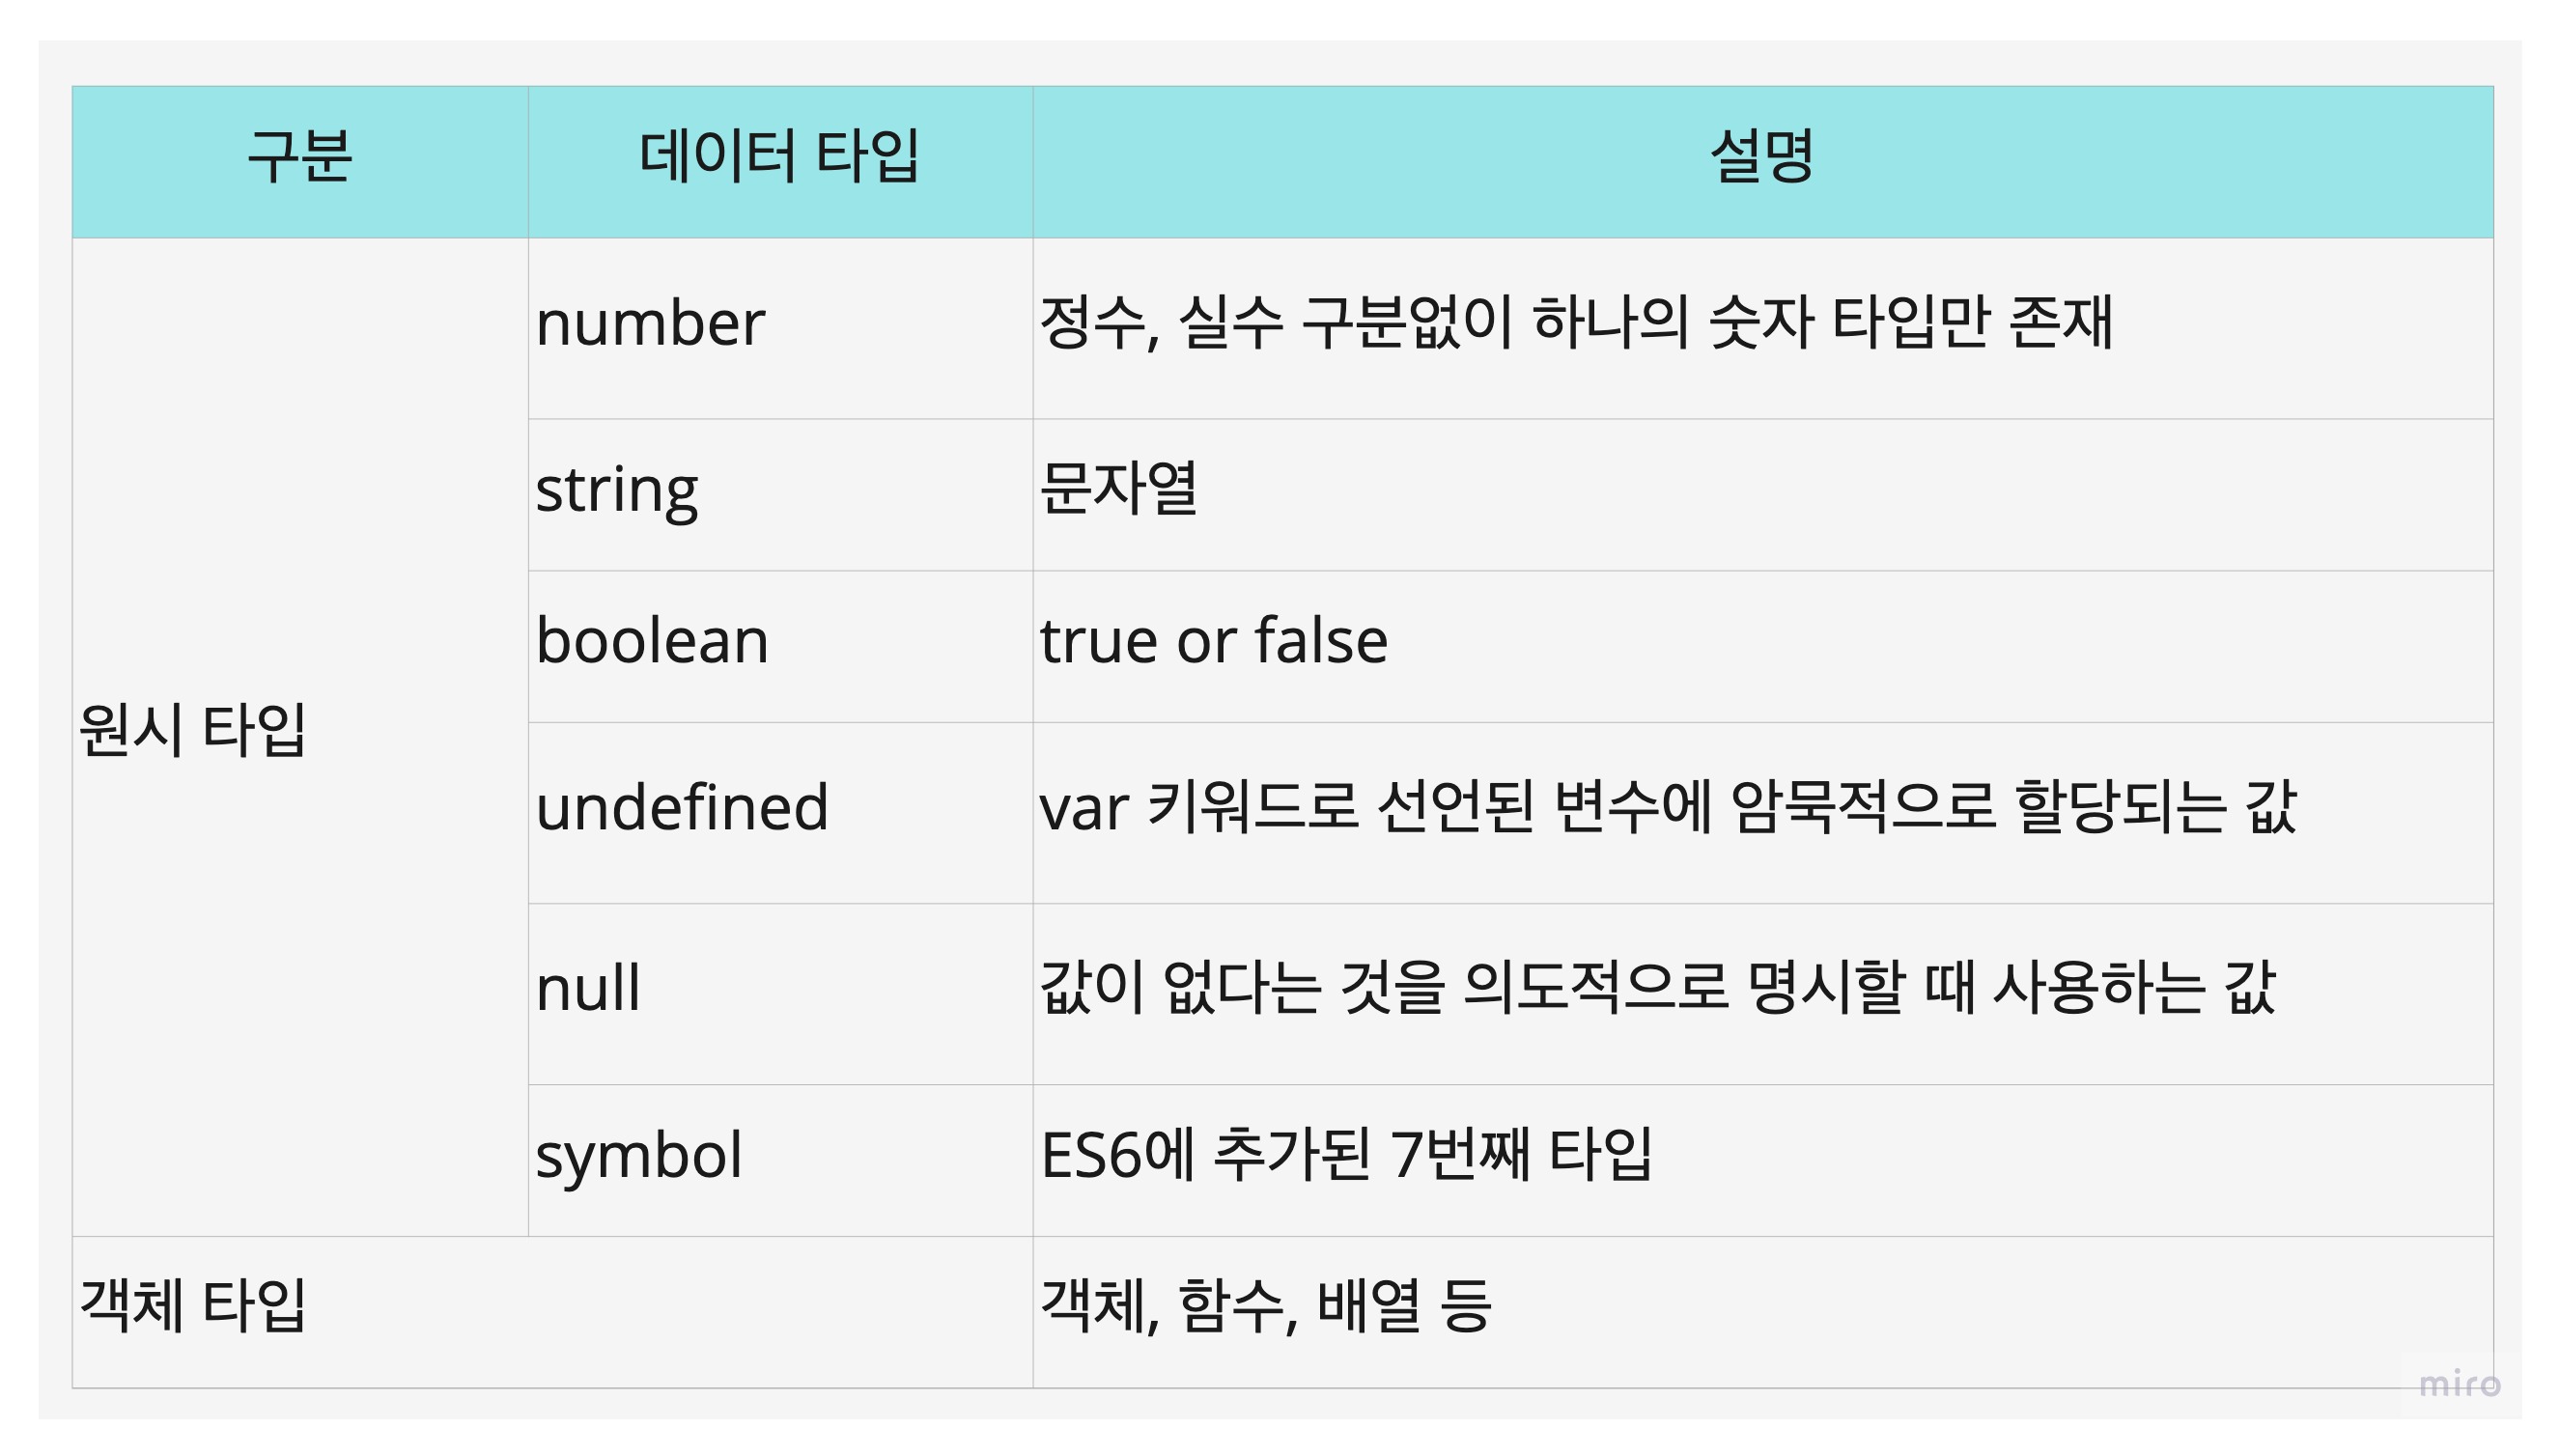 구분
데이터 타입
설명
원시 타입
number
정수, 실수 구분없이 하나의 숫자 타입만 존재
string
문자열
boolean
true or false
undefined
var 키워드로 선언된 변수에 암묵적으로 할당되는 값
null
값이 없다는 것을 의도적으로 명시할 때 사용하는 값
symbol
ES6에 추가된 7번째 타입
객체 타입
객체, 함수, 배열 등
miro